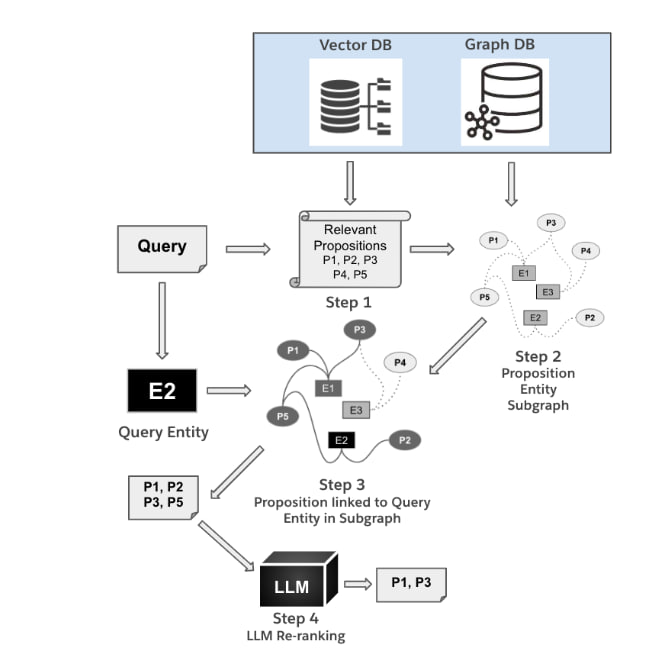 Vector DB
Graph DB
Query
Relevant
Propositions
P1, P2, P3
P4, P5
Step 1
P3
P1
P4
E1
E3
P5
E2
P2
Step 2
Proposition
Entity
Subgraph
E2
Query Entity
P3
P1
P4
E1
E3
P5
E2
P2
Step 3
Proposition linked to Query
Entity in Subgraph
P1, P2
P3, P5
LLM
P1, P3
Step 4
LLM Re-ranking